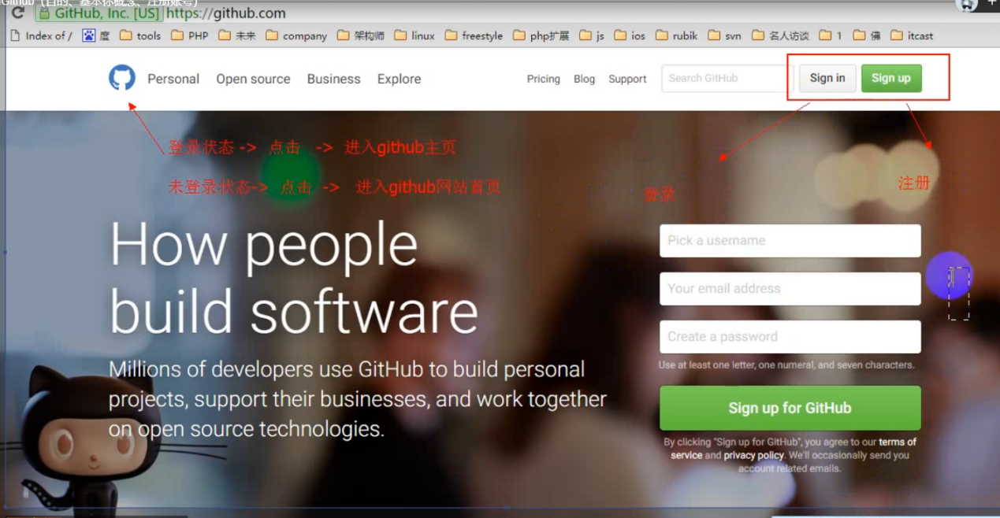 Github（目的、基本概念、注册账号）
GitHub, Inc. [US] https://github.com
Index of / 度 tools PHP 未来 company 架构师 linux freestyle php扩展 js ios rubik svn 名人访谈 1 佛 itcast
Personal Open source Business Explore Pricing Blog Support Search GitHub Sign in Sign up
登录状态 -> 点击 -> 进入github主页
未登录状态-> 点击 -> 进入github网站首页
登录
注册
How people
build software
Millions of developers use GitHub to build personal
projects, support their businesses, and work together
on open source technologies.
Pick a username
Your email address
Create a password
Use at least one letter, one numeral, and seven characters.
Sign up for GitHub
By clicking "Sign up for GitHub", you agree to our terms of
service and privacy policy. We'll occasionally send you
account related emails.